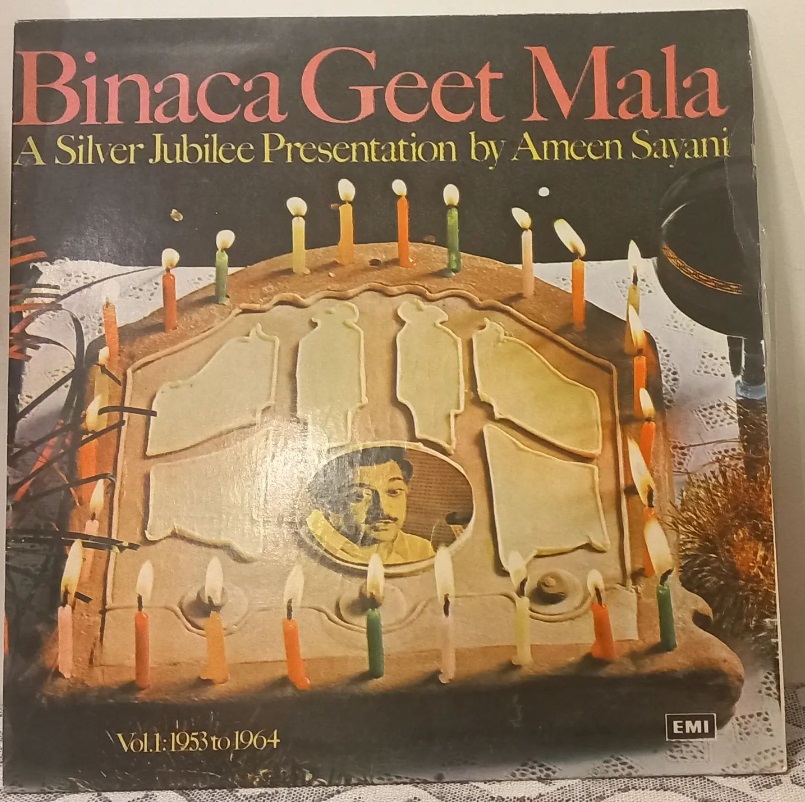 Binaca Geet Mala
A Silver Jubilee Presentation by Ameen Sayani
Vol.1: 1953 to 1964
EMI